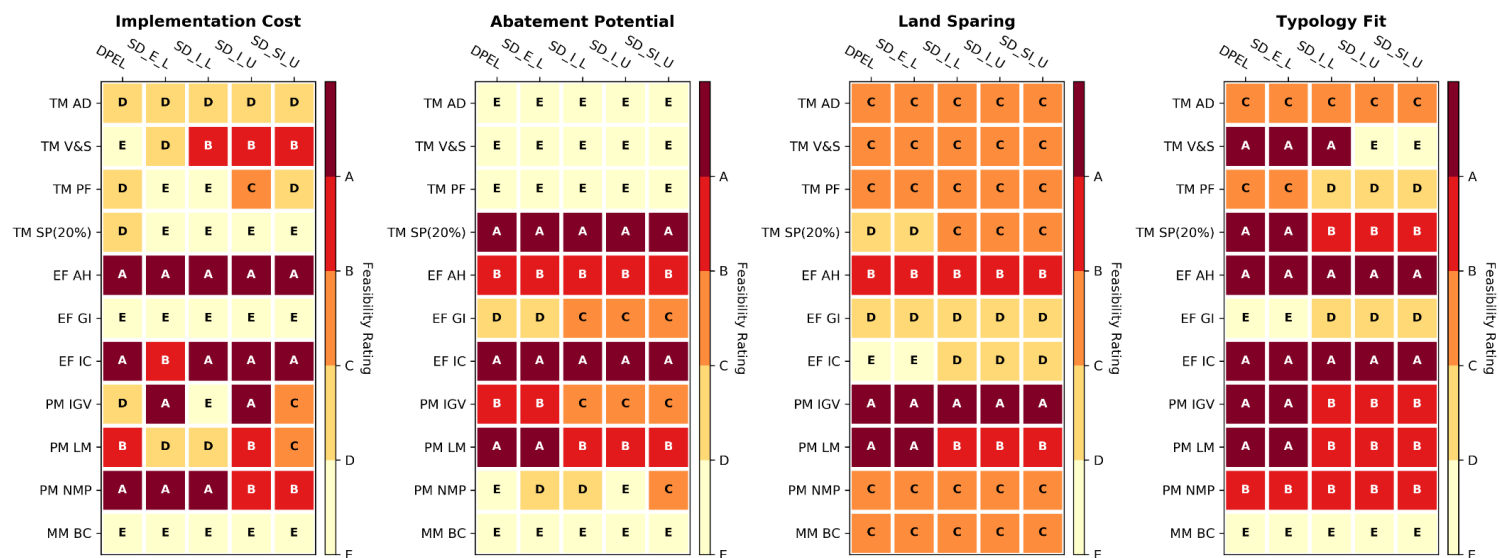 Implementation Cost
DPEL SD_E_L SD_I_L SD_I_U SD_SI_U
TM AD D D D D D
TM V&S E D B B B
TM PF D E E C D
TM SP(20%) D E E E E
EF AH A A A A A
EF GI E E E E E
EF IC A B A A A
PM IGV D A E A C
PM LM B D D B C
PM NMP A A A B B
MM BC E E E E E
A
B
C
D
E
Feasibility Rating
Abatement Potential
DPEL SD_E_L SD_I_L SD_I_U SD_SI_U
TM AD E E E E E
TM V&S E E E E E
TM PF E E E E E
TM SP(20%) A A A A A
EF AH B B B B B
EF GI D D C C C
EF IC A A A A A
PM IGV B B C C C
PM LM A A B B B
PM NMP E D D E C
MM BC E E E E E
A
B
C
D
E
Feasibility Rating
Land Sparing
DPEL SD_E_L SD_I_L SD_I_U SD_SI_U
TM AD C C C C C
TM V&S C C C C C
TM PF C C C C C
TM SP(20%) D D C C C
EF AH B B B B B
EF GI D D D D D
EF IC E E D D D
PM IGV A A A A A
PM LM A A B B B
PM NMP C C C C C
MM BC C C C C C
A
B
C
D
E
Feasibility Rating
Typology Fit
DPEL SD_E_L SD_I_L SD_I_U SD_SI_U
TM AD C C C C C
TM V&S A A A E E
TM PF C C D D D
TM SP(20%) A A B B B
EF AH A A A A A
EF GI E E D D D
EF IC A A A A A
PM IGV A A B B B
PM LM A A B B B
PM NMP B B B B B
MM BC E E E E E
A
B
C
D
E
Feasibility Rating